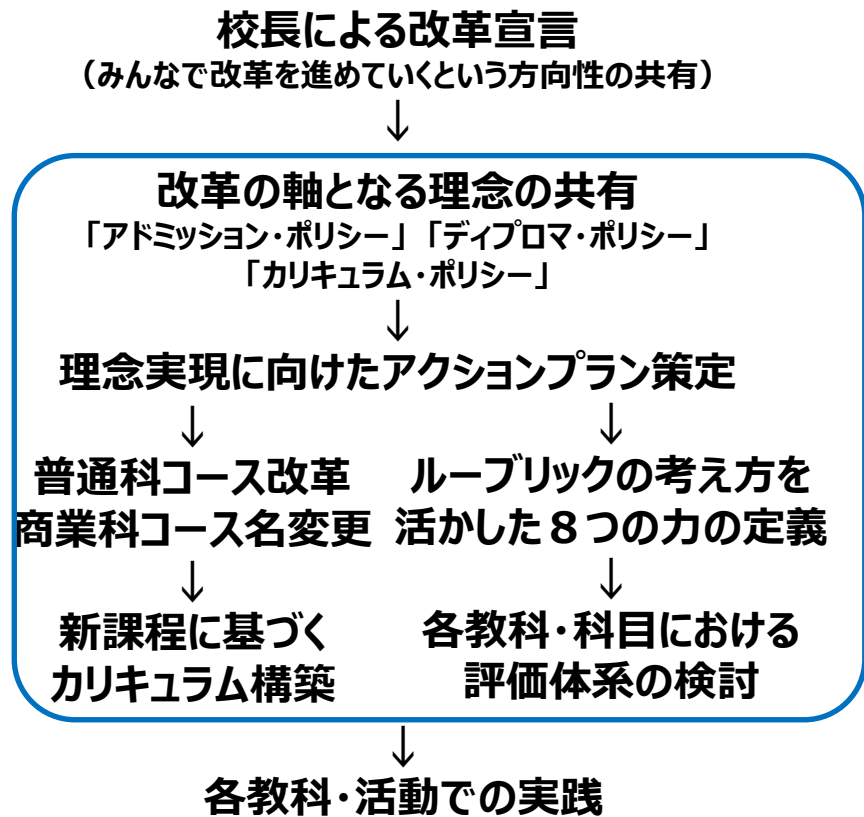 校長による改革宣言
（みんなで改革を進めていくという方向性の共有）
↓
改革の軸となる理念の共有
「アドミッション・ポリシー」「ディプロマ・ポリシー」
「カリキュラム・ポリシー」
↓
理念実現に向けたアクションプラン策定
↓
普通科コース改革
商業科コース名変更
↓
新課程に基づく
カリキュラム構築
↓
ルーブリックの考え方を
活かした８つの力の定義
↓
各教科・科目における
評価体系の検討
↓
各教科・活動での実践